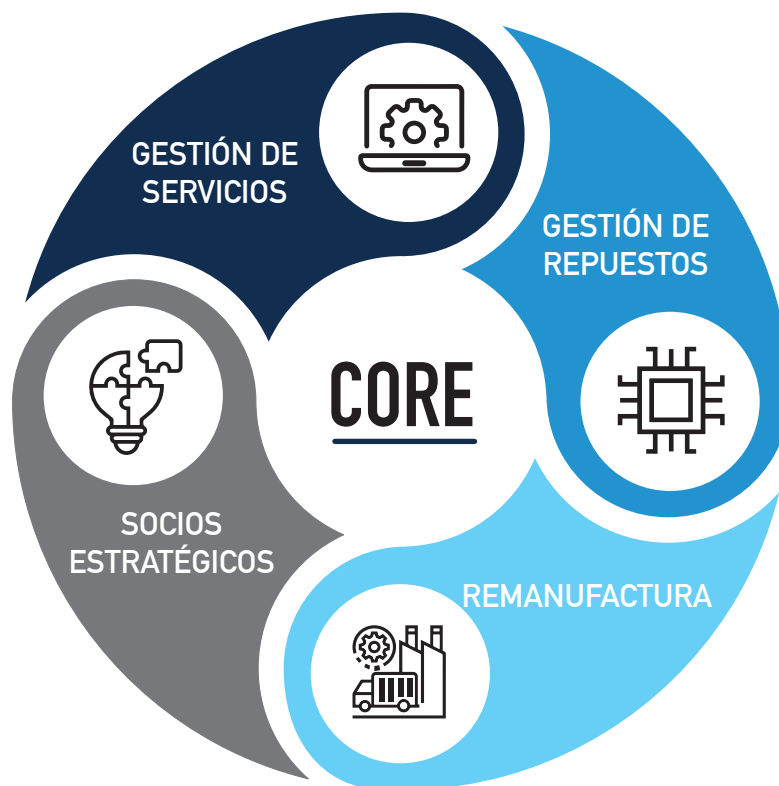 GESTIÓN DE
SERVICIOS
GESTIÓN DE
REPUESTOS
CORE
SOCIOS
ESTRATÉGICOS
REMANUFACTURA